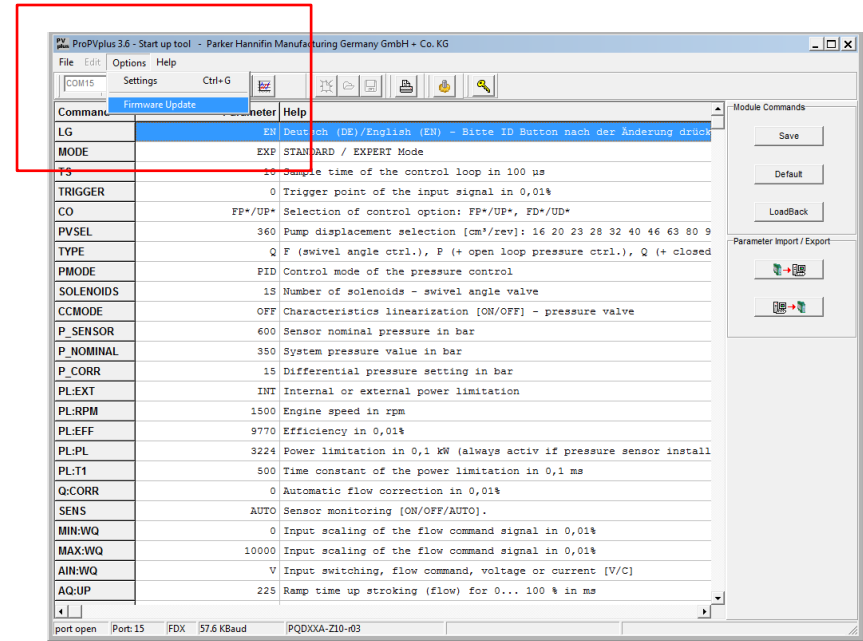 ProPVplus 3.6 - Start up tool - Parker Hannifin Manufacturing Germany GmbH + Co. KG
File Edit Options Help
COM15 Settings Ctrl+G
Firmware Update
Command Parameter Help
LG EN Deutsch (DE)/English (EN) - Bitte ID Button nach der Änderung drück
MODE EXP STANDARD / EXPERT Mode
TS 10 Sample time of the control loop in 100 µs
TRIGGER 0 Trigger point of the input signal in 0,01%
CO FP*/UP* Selection of control option: FP*/UP*, FD*/UD*
PVSEL 360 Pump displacement selection [cm³/rev]: 16 20 23 28 32 40 46 63 80 9
TYPE Q F (swivel angle ctrl.), P (+ open loop pressure ctrl.), Q (+ closed
PMODE PID Control mode of the pressure control
SOLENOIDS 1S Number of solenoids - swivel angle valve
CCMODE OFF Characteristics linearization [ON/OFF] - pressure valve
P_SENSOR 600 Sensor nominal pressure in bar
P_NOMINAL 350 System pressure value in bar
P_CORR 15 Differential pressure setting in bar
PL:EXT INT Internal or external power limitation
PL:RPM 1500 Engine speed in rpm
PL:EFF 9770 Efficiency in 0,01%
PL:PL 3224 Power limitation in 0,1 kW (always activ if pressure sensor install
PL:T1 500 Time constant of the power limitation in 0,1 ms
Q:CORR 0 Automatic flow correction in 0,01%
SENS AUTO Sensor monitoring [ON/OFF/AUTO].
MIN:WQ 0 Input scaling of the flow command signal in 0,01%
MAX:WQ 10000 Input scaling of the flow command signal in 0,01%
AIN:WQ V Input switching, flow command, voltage or current [V/C]
AQ:UP 225 Ramp time up stroking (flow) for 0... 100 % in ms
Module Commands
Save
Default
LoadBack
Parameter Import / Export
port open Port: 15 FDX 57.6 KBaud PQDXXA-Z10-r03